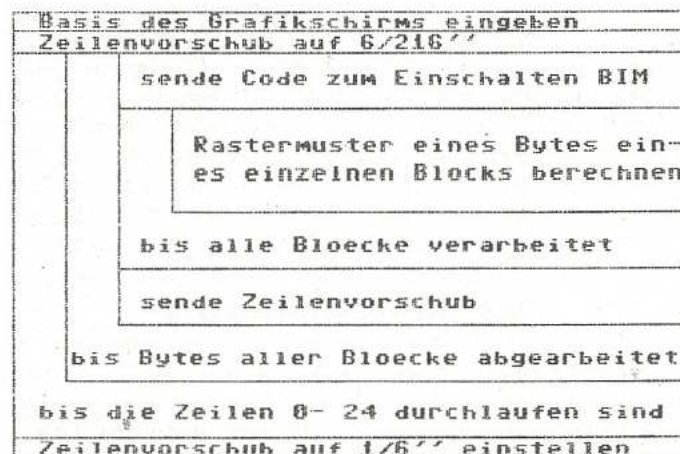 Basis des Grafikschirms eingeben
Zeilenvorschub auf 6/216''
sende Code zum Einschalten BIM
Rastermuster eines Bytes ein-
es einzelnen Blocks berechnen
bis alle Bloecke verarbeitet
sende Zeilenvorschub
bis Bytes aller Bloecke abgearbeitet
bis die Zeilen 0- 24 durchlaufen sind
Zeilenvorschub auf 1/6'' einstellen